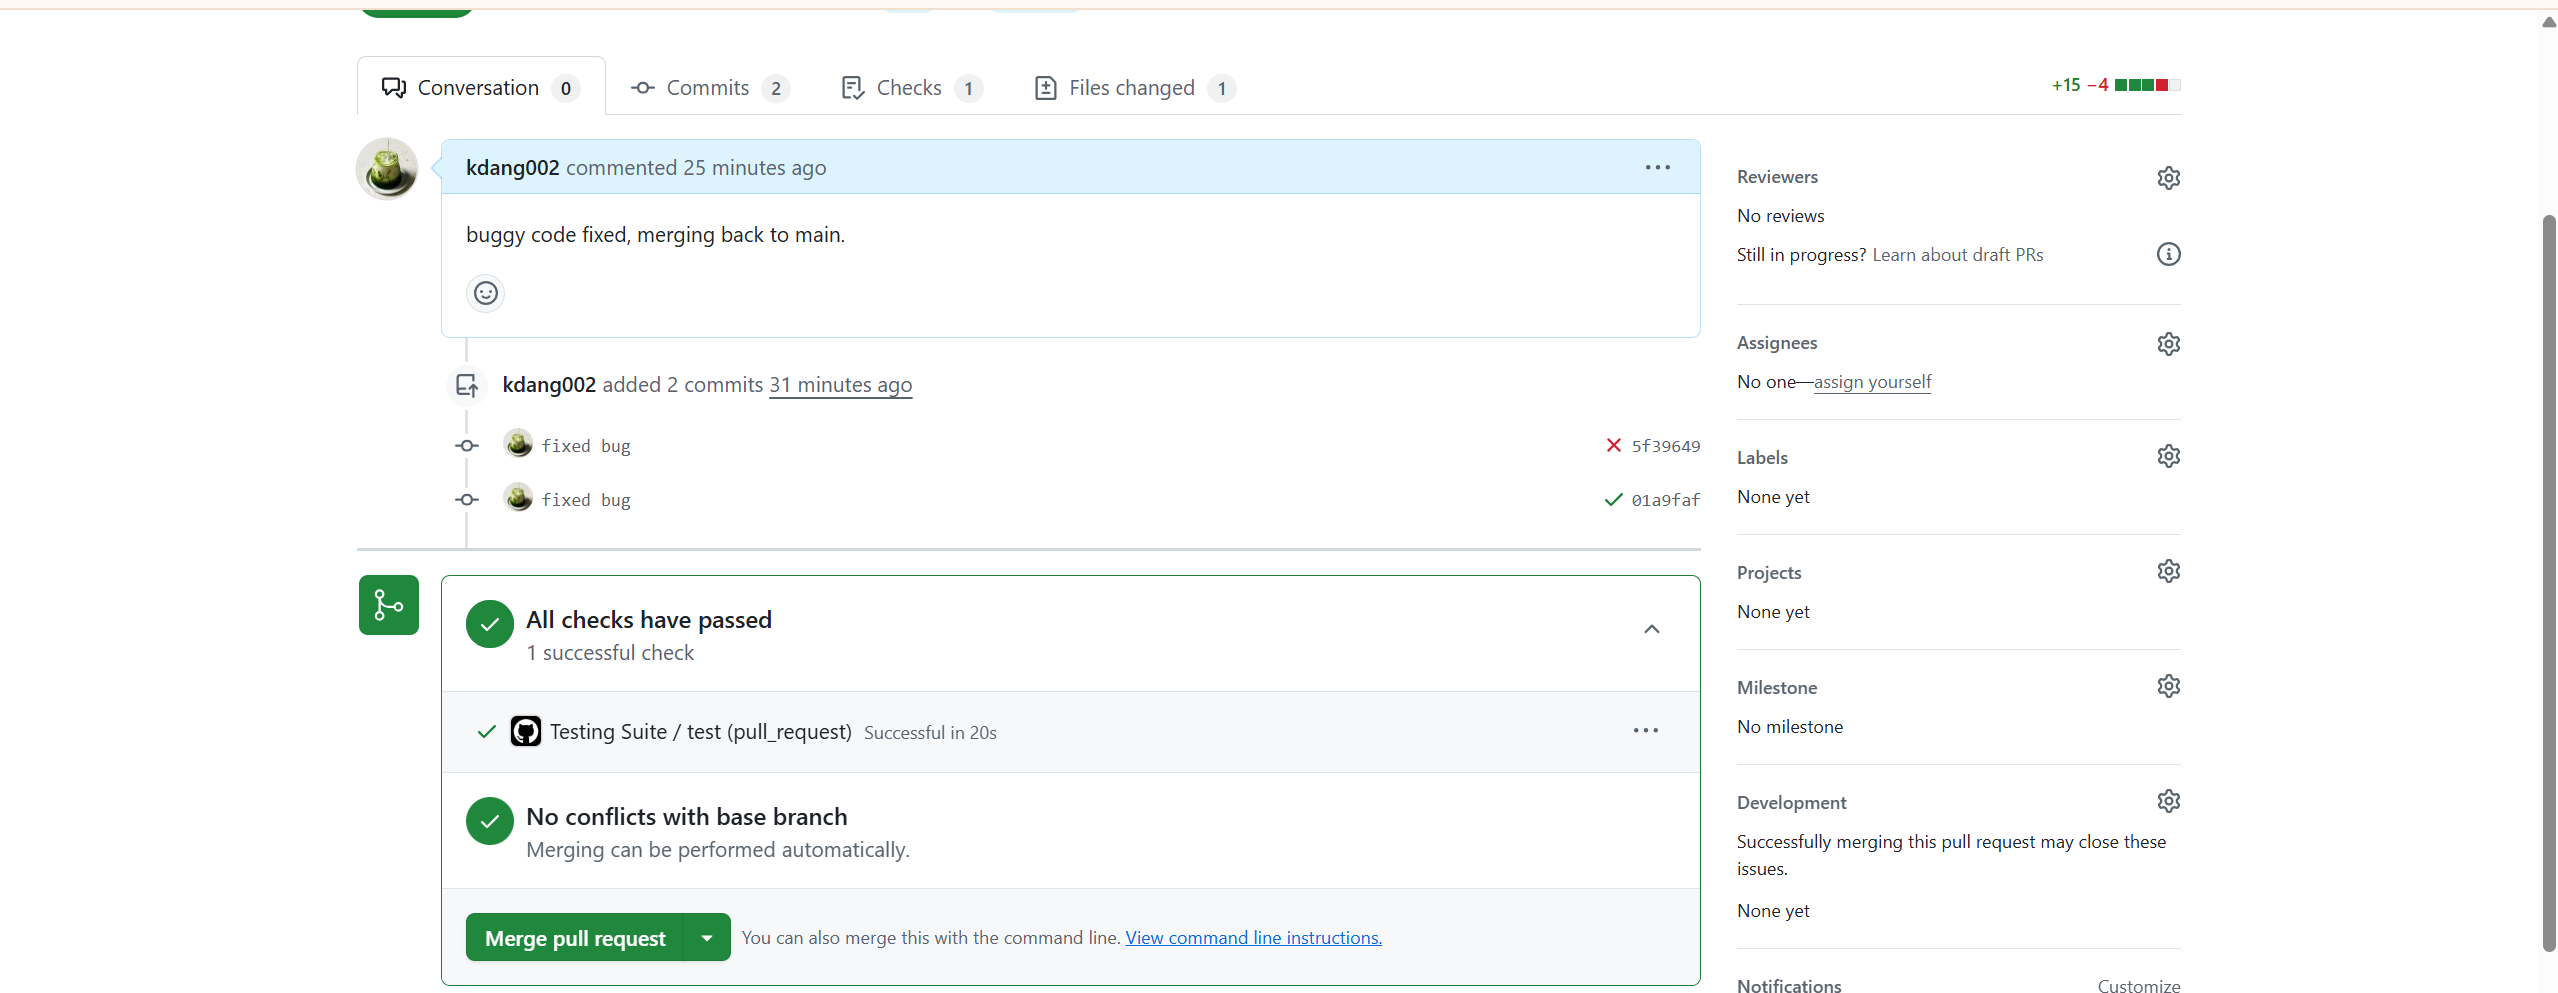 Conversation 0 Commits 2 Checks 1 Files changed 1
+15 −4
kdang002 commented 25 minutes ago
buggy code fixed, merging back to main.
kdang002 added 2 commits 31 minutes ago
fixed bug 5f39649
fixed bug 01a9faf
All checks have passed
1 successful check
Testing Suite / test (pull_request) Successful in 20s
No conflicts with base branch
Merging can be performed automatically.
Merge pull request You can also merge this with the command line. View command line instructions.
Reviewers
No reviews
Still in progress? Learn about draft PRs
Assignees
No one—assign yourself
Labels
None yet
Projects
None yet
Milestone
No milestone
Development
Successfully merging this pull request may close these
issues.
None yet
Notifications Customize